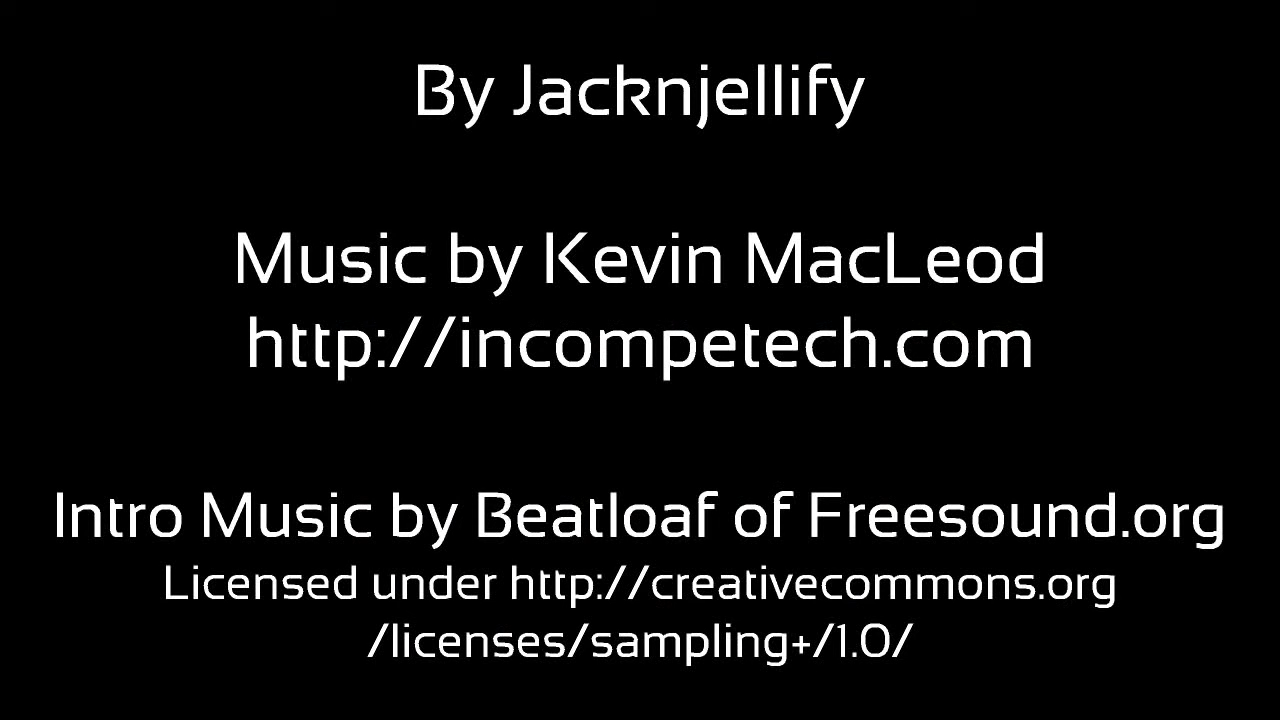 By Jacknjellify
Music by Kevin MacLeod
http://incompetech.com
Intro Music by Beatloaf of Freesound.org
Licensed under http://creativecommons.org
/licenses/sampling+/1.0/